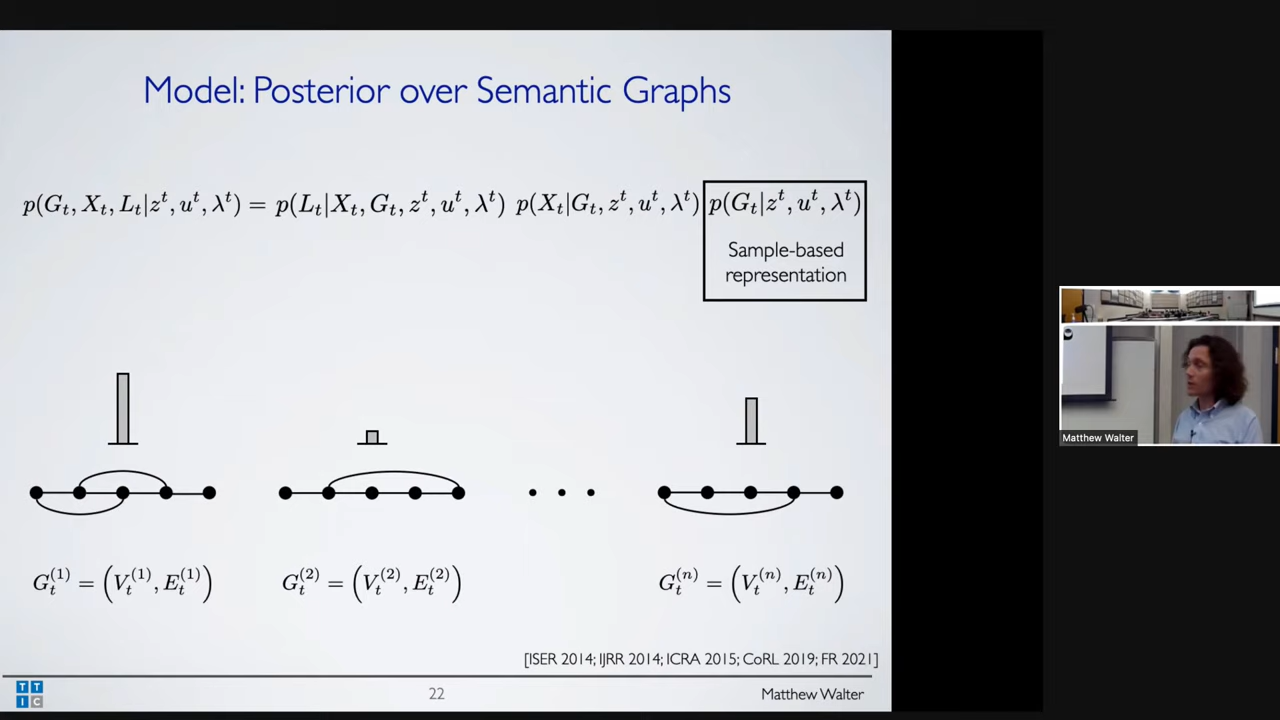 Model: Posterior over Semantic Graphs
p(G_t, X_t, L_t|z^t, u^t, λ^t) = p(L_t|X_t, G_t, z^t, u^t, λ^t) p(X_t|G_t, z^t, u^t, λ^t) p(G_t|z^t, u^t, λ^t)
Sample-based
representation
G_t^{(1)} = (V_t^{(1)}, E_t^{(1)})
G_t^{(2)} = (V_t^{(2)}, E_t^{(2)})
G_t^{(n)} = (V_t^{(n)}, E_t^{(n)})
[ISER 2014; IJRR 2014; ICRA 2015; CoRL 2019; FR 2021]
T T
I C
22
Matthew Walter
Matthew Walter